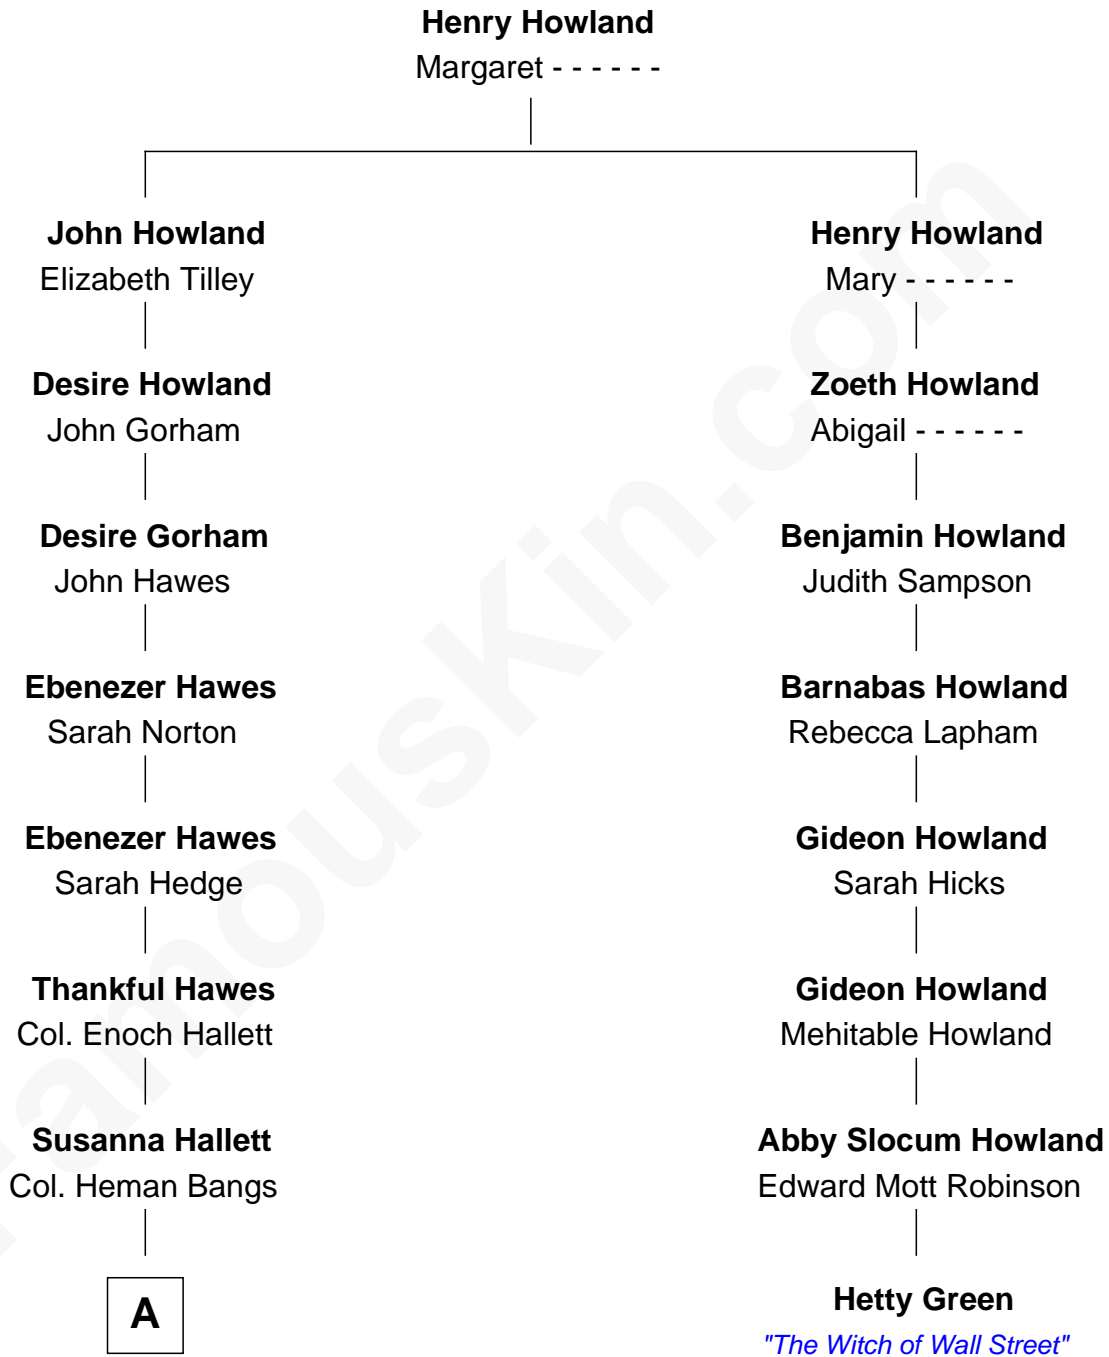 Henry Howland
Margaret - - - - - -
John Howland
Elizabeth Tilley
Henry Howland
Mary - - - - - -
Desire Howland
John Gorham
Zoeth Howland
Abigail - - - - - -
Desire Gorham
John Hawes
Benjamin Howland
Judith Sampson
Ebenezer Hawes
Sarah Norton
Barnabas Howland
Rebecca Lapham
Ebenezer Hawes
Sarah Hedge
Gideon Howland
Sarah Hicks
Thankful Hawes
Col. Enoch Hallett
Gideon Howland
Mehitable Howland
Susanna Hallett
Col. Heman Bangs
Abby Slocum Howland
Edward Mott Robinson
A
Hetty Green
"The Witch of Wall Street"
FamousKin.com